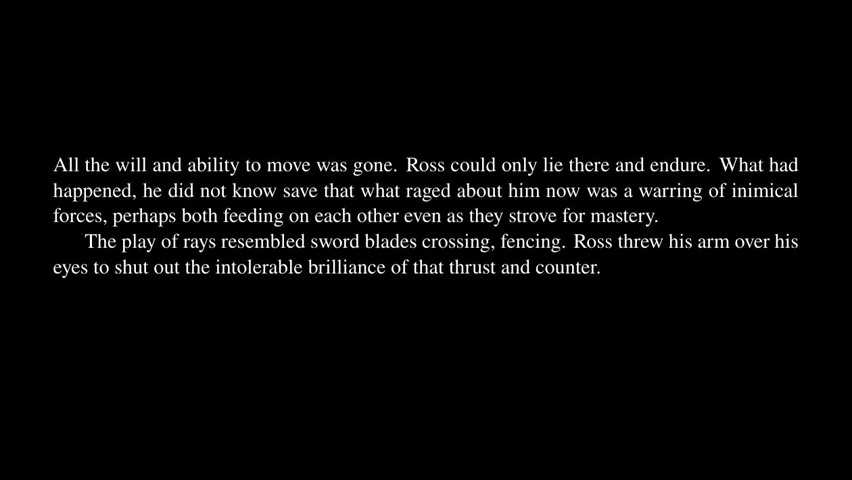 All the will and ability to move was gone. Ross could only lie there and endure. What had
happened, he did not know save that what raged about him now was a warring of inimical
forces, perhaps both feeding on each other even as they strove for mastery.
The play of rays resembled sword blades crossing, fencing. Ross threw his arm over his
eyes to shut out the intolerable brilliance of that thrust and counter.